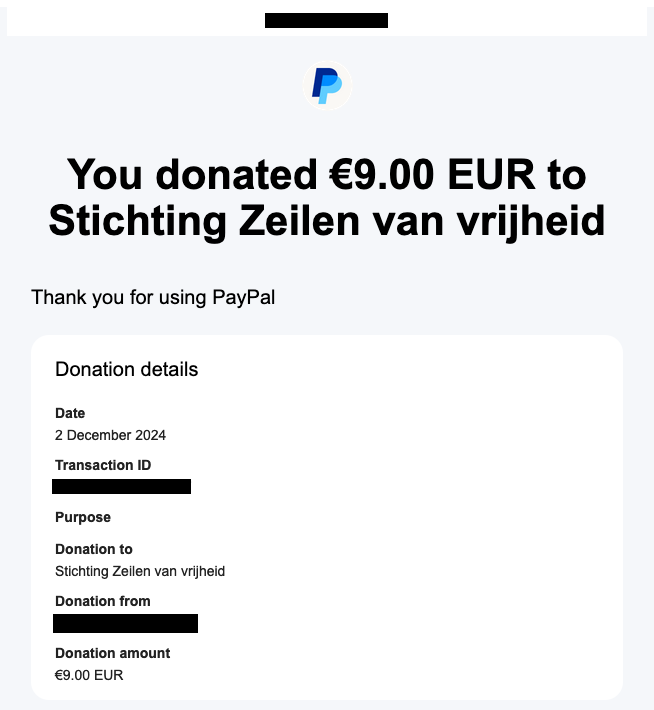 You donated €9.00 EUR to
Stichting Zeilen van vrijheid
Thank you for using PayPal
Donation details
Date
2 December 2024
Transaction ID
Purpose
Donation to
Stichting Zeilen van vrijheid
Donation from
Donation amount
€9.00 EUR